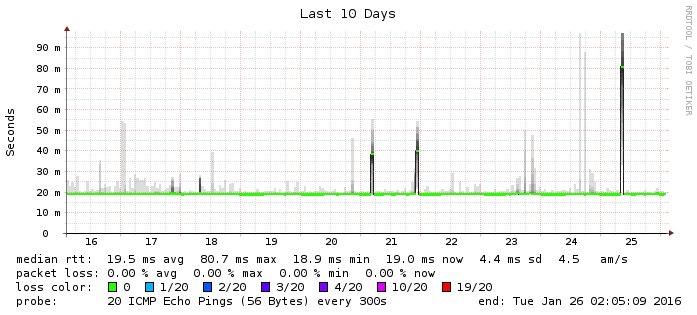 Last 10 Days
RRDTOOL / TOBI OETIKER
Seconds
90 m
80 m
70 m
60 m
50 m
40 m
30 m
20 m
10 m
0
16 17 18 19 20 21 22 23 24 25
median rtt: 19.5 ms avg 80.7 ms max 18.9 ms min 19.0 ms now 4.4 ms sd 4.5 am/s
packet loss: 0.00 % avg 0.00 % max 0.00 % min 0.00 % now
loss color: 0 1/20 2/20 3/20 4/20 10/20 19/20
probe: 20 ICMP Echo Pings (56 Bytes) every 300s end: Tue Jan 26 02:05:09 2016